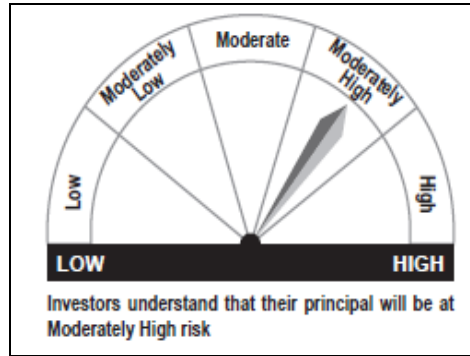 Moderate
Moderately
Low
Moderately
High
Low
High
LOW
HIGH
Investors understand that their principal will be at
Moderately High risk